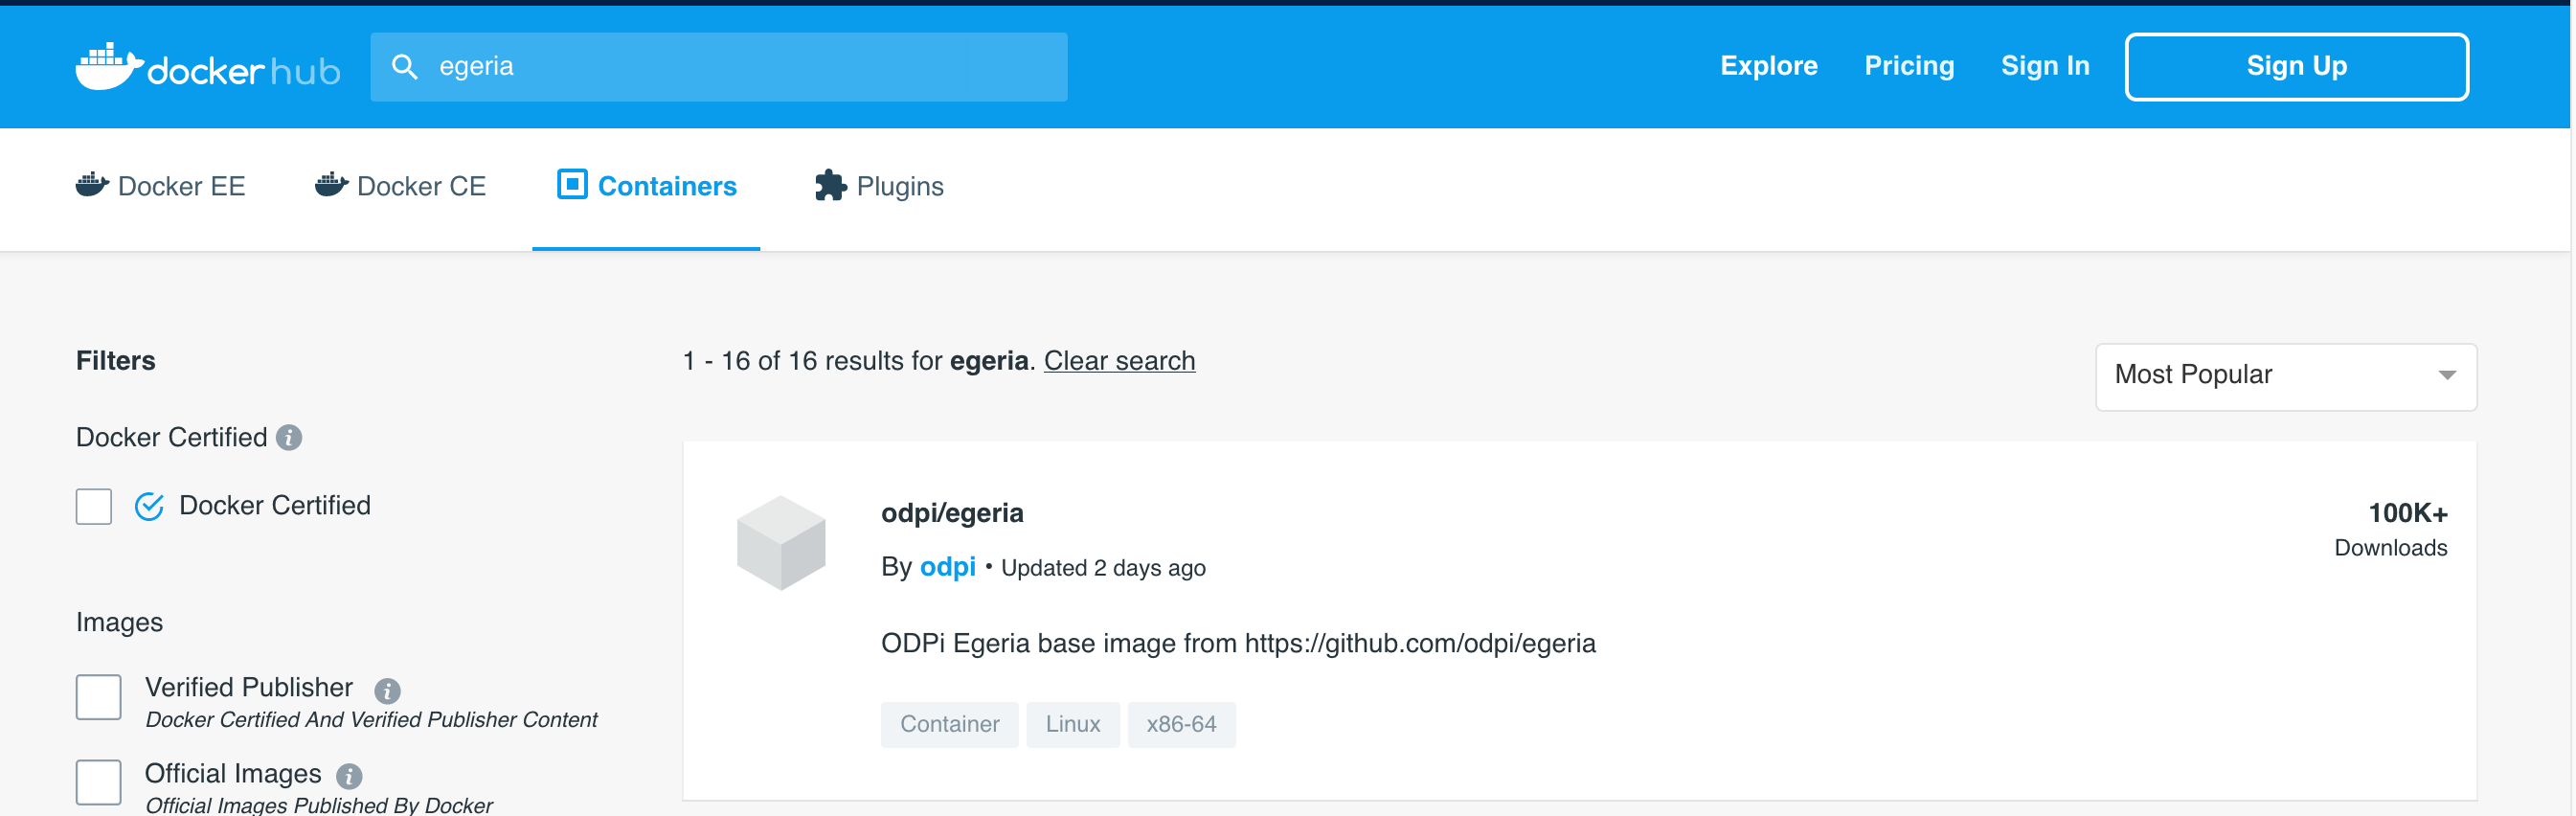 docker hub
egeria
Explore
Pricing
Sign In
Sign Up
Docker EE
Docker CE
Containers
Plugins
Filters
1 - 16 of 16 results for egeria. Clear search
Most Popular
Docker Certified
Docker Certified
Images
Verified Publisher
Docker Certified And Verified Publisher Content
Official Images
Official Images Published By Docker
odpi/egeria
100K+
Downloads
By odpi • Updated 2 days ago
ODPi Egeria base image from https://github.com/odpi/egeria
Container
Linux
x86-64